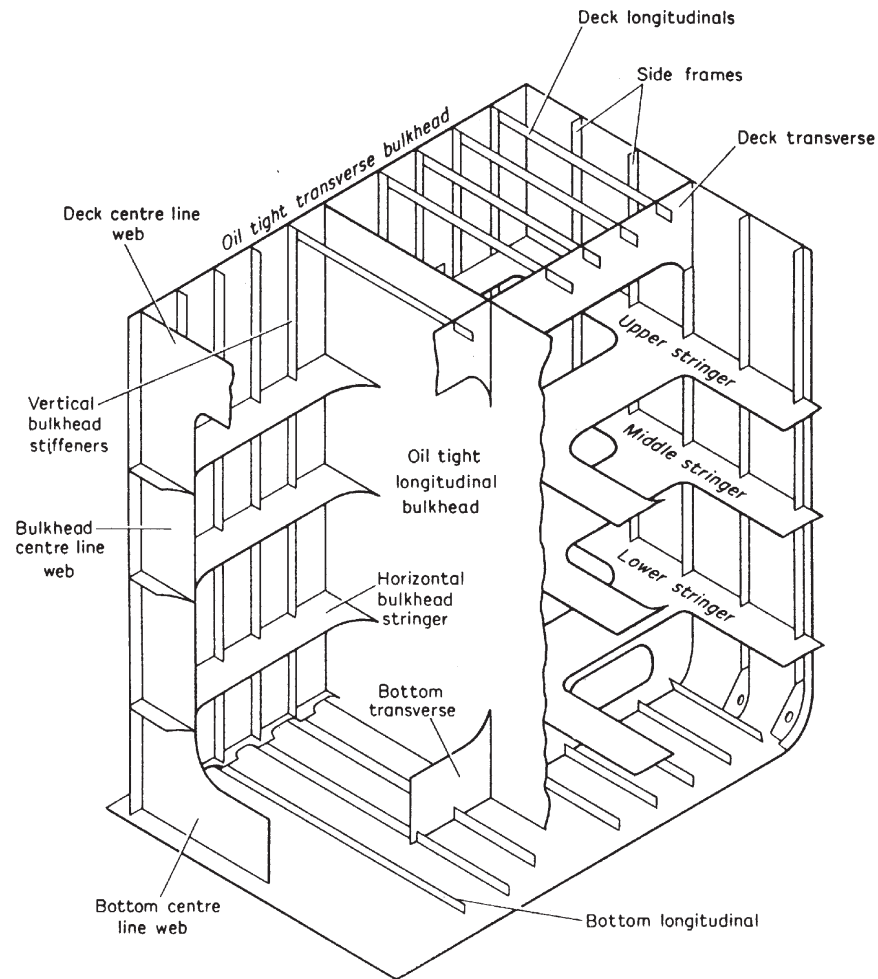 Deck longitudinals
Side frames
Deck transverse
Oil tight transverse bulkhead
Deck centre line
web
Upper stringer
Vertical
bulkhead
stiffeners
Middle stringer
Oil tight
longitudinal
bulkhead
Bulkhead
centre line
web
Lower stringer
Horizontal
bulkhead
stringer
Bottom
transverse
Bottom centre
line web
Bottom longitudinal